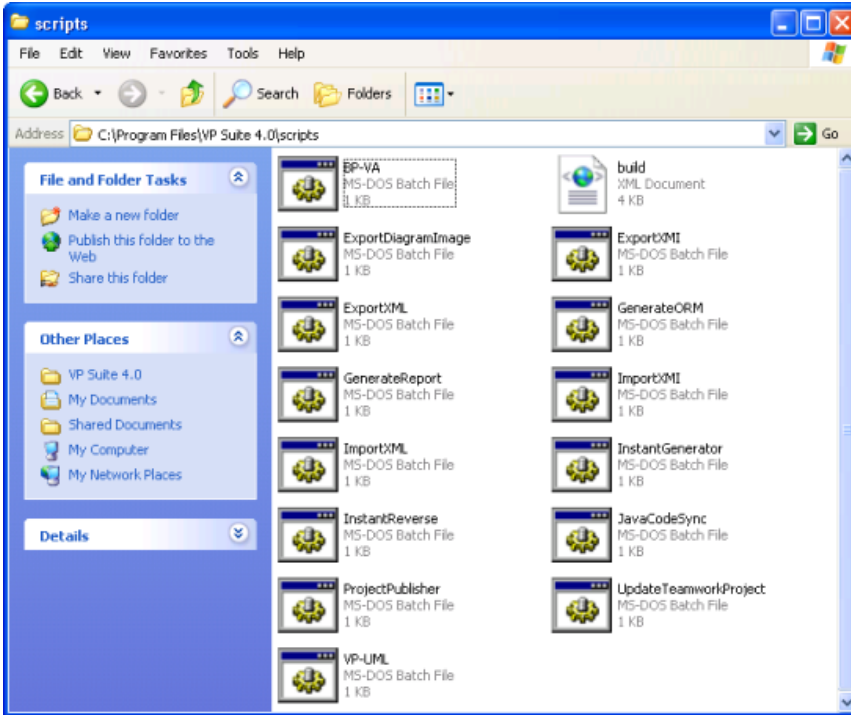 scripts
File Edit View Favorites Tools Help
Back Search Folders
Address C:\Program Files\VP Suite 4.0\scripts Go
File and Folder Tasks
Make a new folder
Publish this folder to the
Web
Share this folder
Other Places
VP Suite 4.0
My Documents
Shared Documents
My Computer
My Network Places
Details
BP-VA
MS-DOS Batch File
1 KB
build
XML Document
4 KB
ExportDiagramImage
MS-DOS Batch File
1 KB
ExportXMI
MS-DOS Batch File
1 KB
ExportXML
MS-DOS Batch File
1 KB
GenerateORM
MS-DOS Batch File
1 KB
GenerateReport
MS-DOS Batch File
1 KB
ImportXMI
MS-DOS Batch File
1 KB
ImportXML
MS-DOS Batch File
1 KB
InstantGenerator
MS-DOS Batch File
1 KB
InstantReverse
MS-DOS Batch File
1 KB
JavaCodeSync
MS-DOS Batch File
1 KB
ProjectPublisher
MS-DOS Batch File
1 KB
UpdateTeamworkProject
MS-DOS Batch File
1 KB
VP-UML
MS-DOS Batch File
1 KB